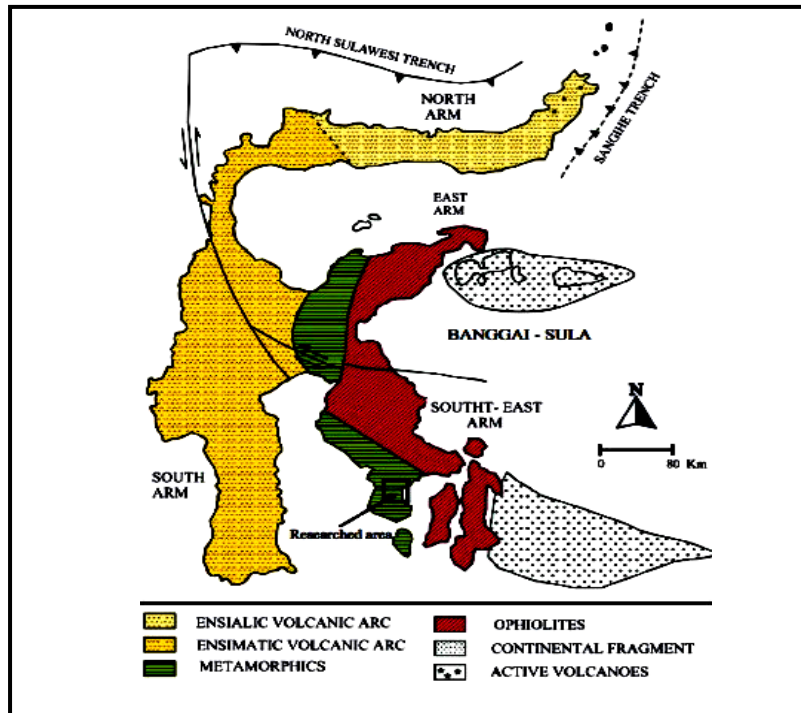 NORTH SULAWESI TRENCH
NORTH
ARM
SANGIHE TRENCH
EAST
ARM
BANGGAI - SULA
N
SOUTHT- EAST
ARM
0 80 Km
SOUTH
ARM
Researched area
ENSIALIC VOLCANIC ARC
ENSIMATIC VOLCANIC ARC
METAMORPHICS
OPHIOLITES
CONTINENTAL FRAGMENT
ACTIVE VOLCANOES